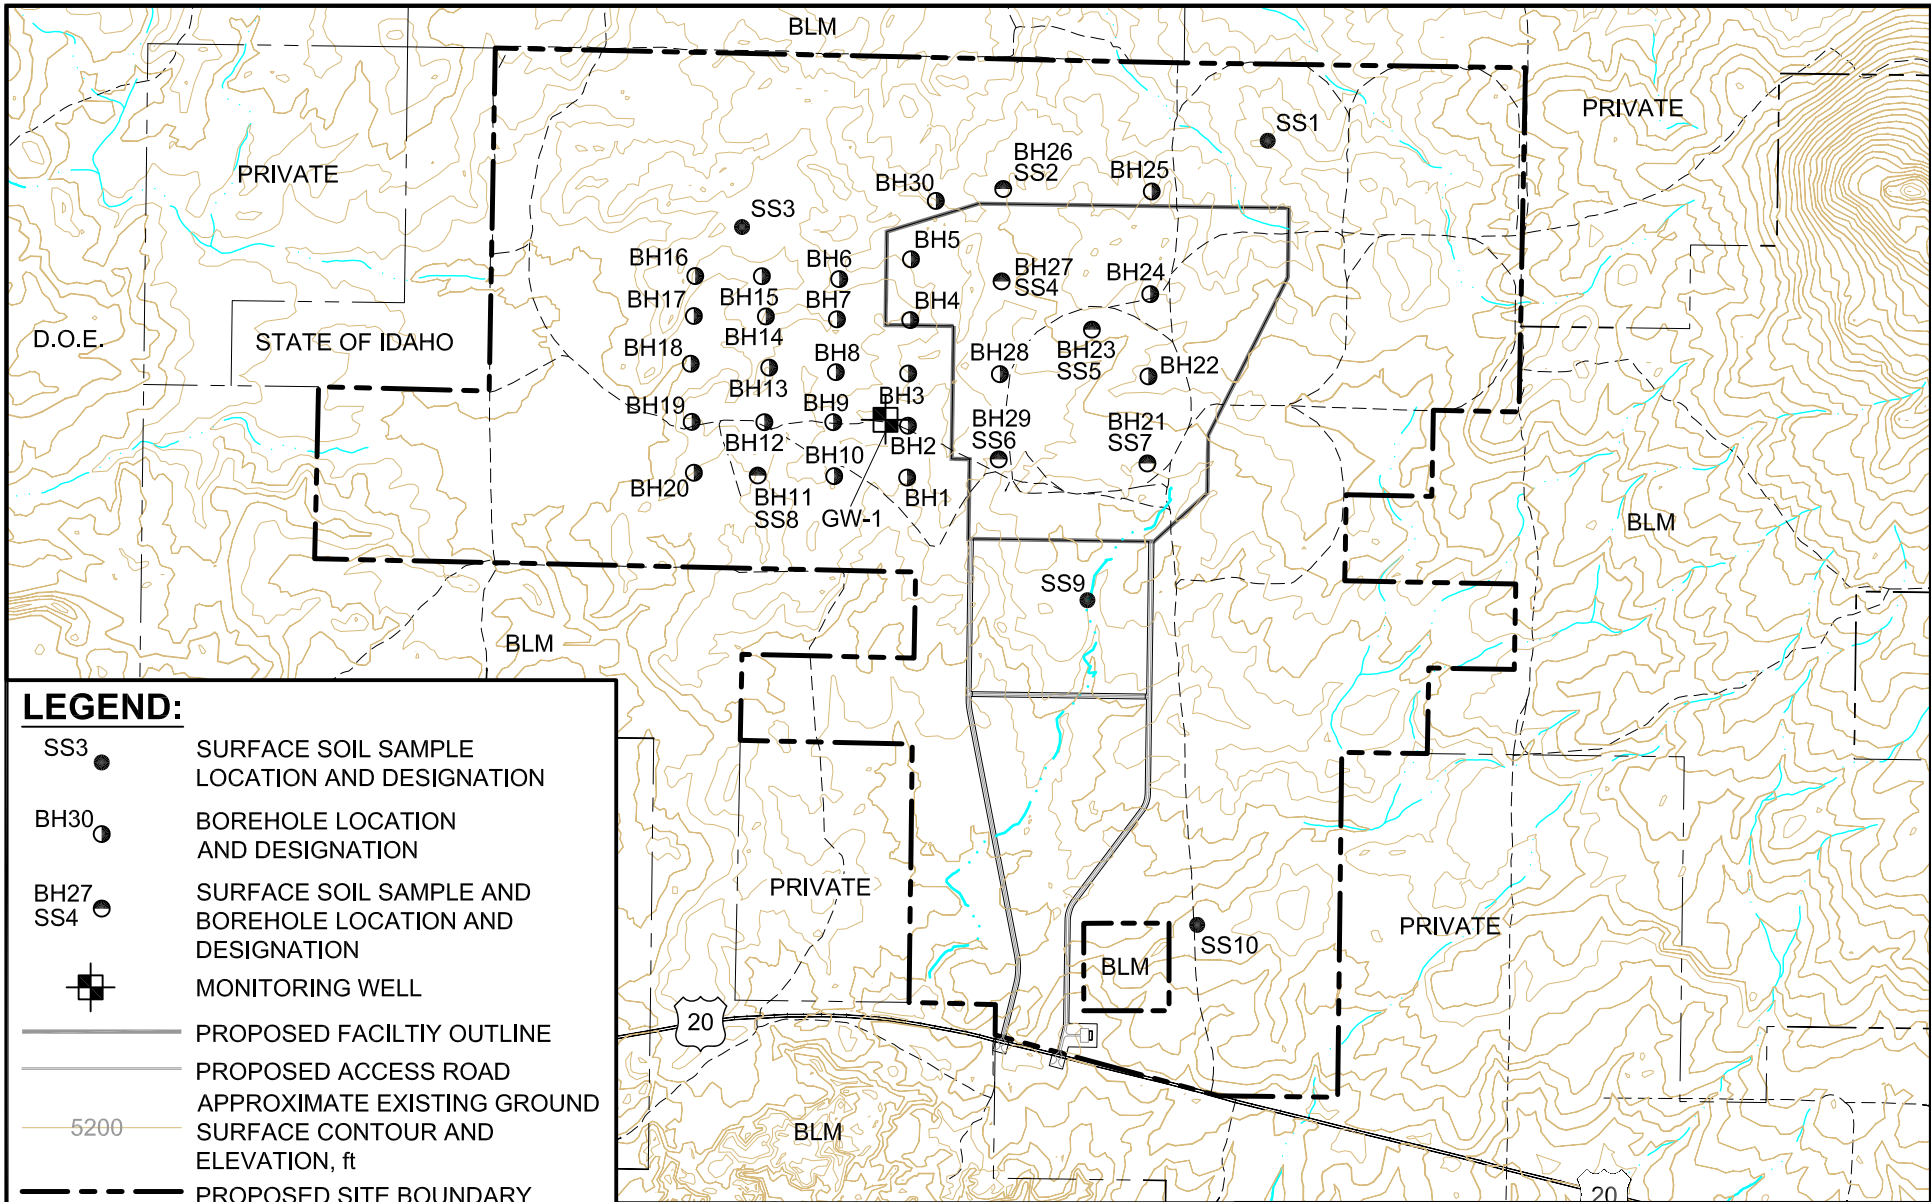 BLM
PRIVATE
SS1
BH26
SS2
BH25
PRIVATE
BH30
SS3
BH5
BH16
BH6
BH27
SS4
BH24
BH17
BH15
BH7
BH4
D.O.E.
STATE OF IDAHO
BH14
BH18
BH8
BH28
BH23
SS5
BH22
BH13
BH3
BH19
BH9
BH29
SS6
BH21
SS7
BH12
BH2
BH20
BH10
BH11
SS8
GW-1
BH1
BLM
SS9
BLM
LEGEND:
SS3
SURFACE SOIL SAMPLE
LOCATION AND DESIGNATION
BH30
BOREHOLE LOCATION
AND DESIGNATION
BH27
SS4
SURFACE SOIL SAMPLE AND
BOREHOLE LOCATION AND
DESIGNATION
MONITORING WELL
PROPOSED FACILTIY OUTLINE
PROPOSED ACCESS ROAD
5200
APPROXIMATE EXISTING GROUND
SURFACE CONTOUR AND
ELEVATION, ft
PROPOSED SITE BOUNDARY
PRIVATE
PRIVATE
SS10
BLM
20
BLM
20